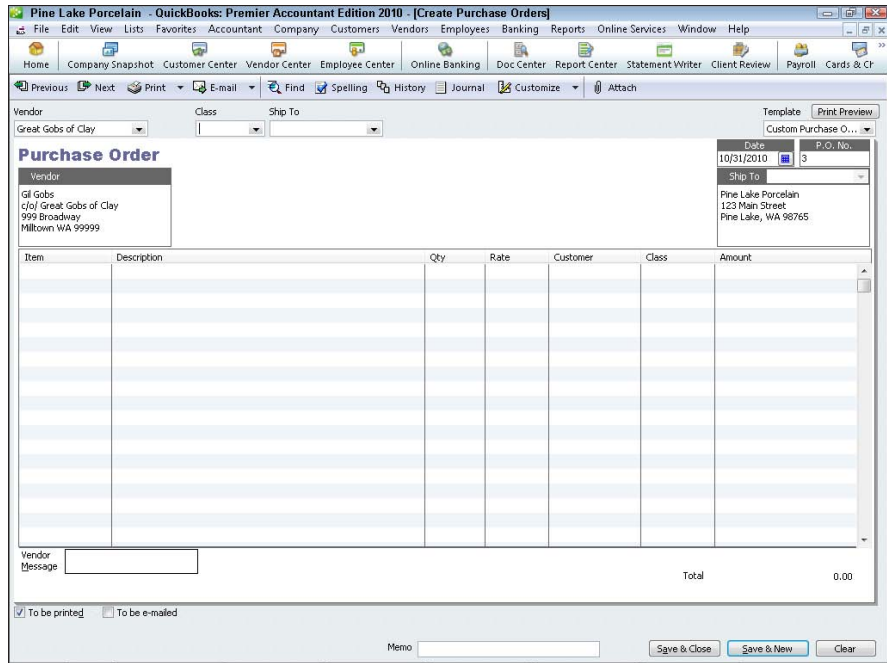 Pine Lake Porcelain - QuickBooks: Premier Accountant Edition 2010 - [Create Purchase Orders]
File Edit View Lists Favorites Accountant Company Customers Vendors Employees Banking Reports Online Services Window Help
Home Company Snapshot Customer Center Vendor Center Employee Center Online Banking Doc Center Report Center Statement Writer Client Review Payroll Cards & Ch
Previous Next Print E-mail Find Spelling History Journal Customize Attach
Vendor Class Ship To Template Print Preview
Great Gobs of Clay Custom Purchase O...
Purchase Order
Date P.O. No.
10/31/2010 3
Vendor
Ship To
Gil Gobs
c/o/ Great Gobs of Clay
999 Broadway
Milltown WA 99999
Pine Lake Porcelain
123 Main Street
Pine Lake, WA 98765
Item Description Qty Rate Customer Class Amount
Vendor
Message
Total 0.00
To be printed To be e-mailed
Memo Save & Close Save & New Clear